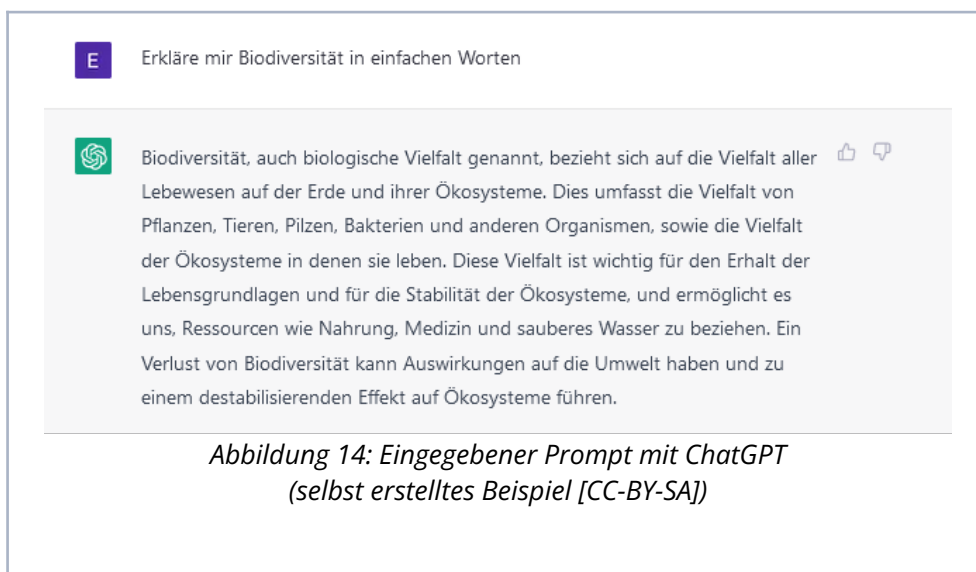 E
Erkläre mir Biodiversität in einfachen Worten
Biodiversität, auch biologische Vielfalt genannt, bezieht sich auf die Vielfalt aller
Lebewesen auf der Erde und ihrer Ökosysteme. Dies umfasst die Vielfalt von
Pflanzen, Tieren, Pilzen, Bakterien und anderen Organismen, sowie die Vielfalt
der Ökosysteme in denen sie leben. Diese Vielfalt ist wichtig für den Erhalt der
Lebensgrundlagen und für die Stabilität der Ökosysteme, und ermöglicht es
uns, Ressourcen wie Nahrung, Medizin und sauberes Wasser zu beziehen. Ein
Verlust von Biodiversität kann Auswirkungen auf die Umwelt haben und zu
einem destabilisierenden Effekt auf Ökosysteme führen.
Abbildung 14: Eingegebener Prompt mit ChatGPT
(selbst erstelltes Beispiel [CC-BY-SA])